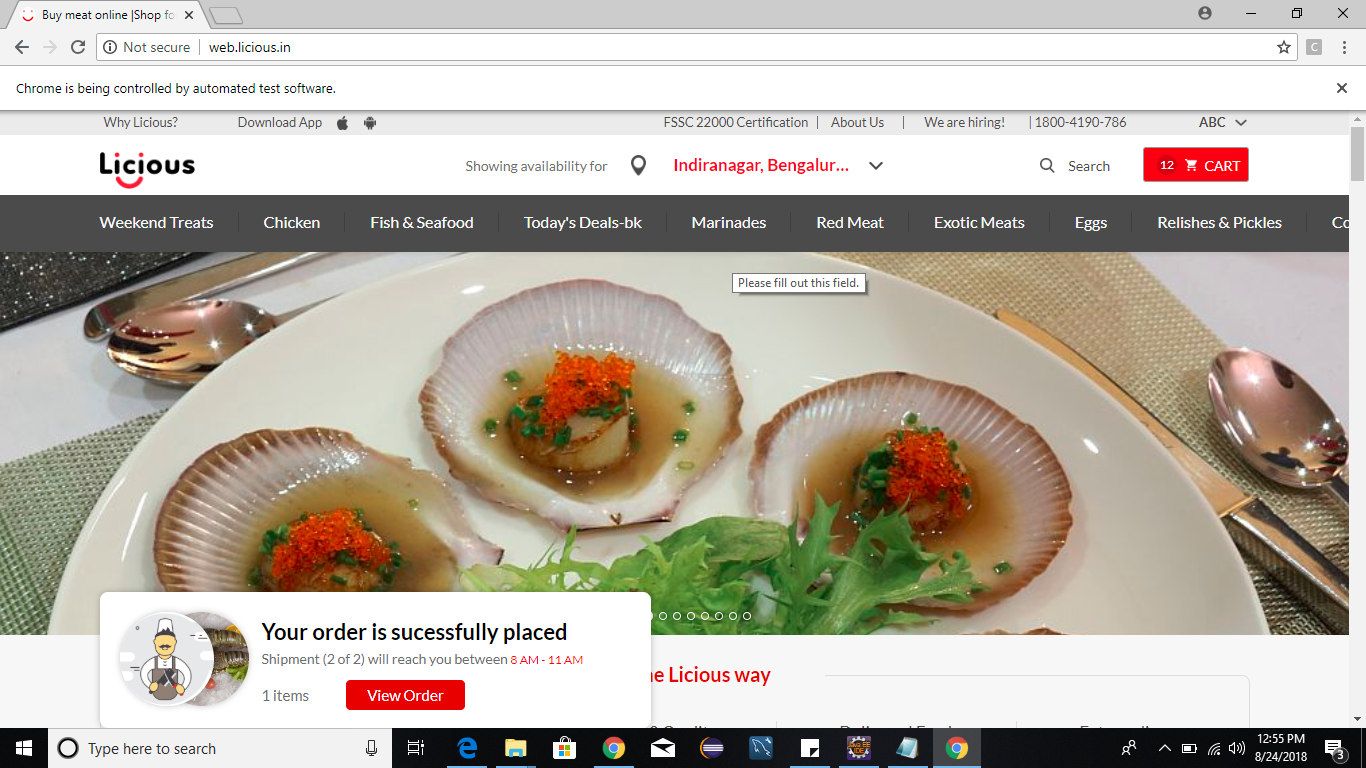 Buy meat online |Shop fo
Not secure web.licious.in
Chrome is being controlled by automated test software.
Why Licious? Download App FSSC 22000 Certification | About Us | We are hiring! | 1800-4190-786 ABC
Licious Showing availability for Indiranagar, Bengalur... Search 12 CART
Weekend Treats Chicken Fish & Seafood Today's Deals-bk Marinades Red Meat Exotic Meats Eggs Relishes & Pickles Co
Please fill out this field.
Your order is sucessfully placed
Shipment (2 of 2) will reach you between 8 AM - 11 AM
1 items View Order
he Licious way
Type here to search
12:55 PM
8/24/2018
3